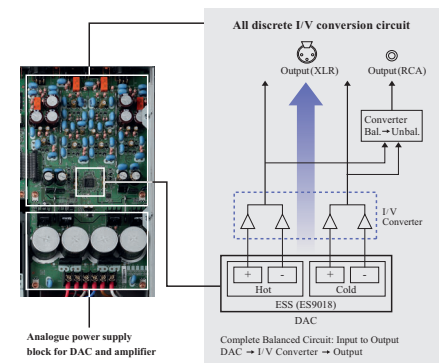 All discrete I/V conversion circuit
Output(XLR)
Output(RCA)
Converter
Bal.→Unbal.
I/V
Converter
+
-
+
-
Hot
Cold
ESS (ES9018)
DAC
Analogue power supply
block for DAC and amplifier
Complete Balanced Circuit: Input to Output
DAC → I/V Converter → Output